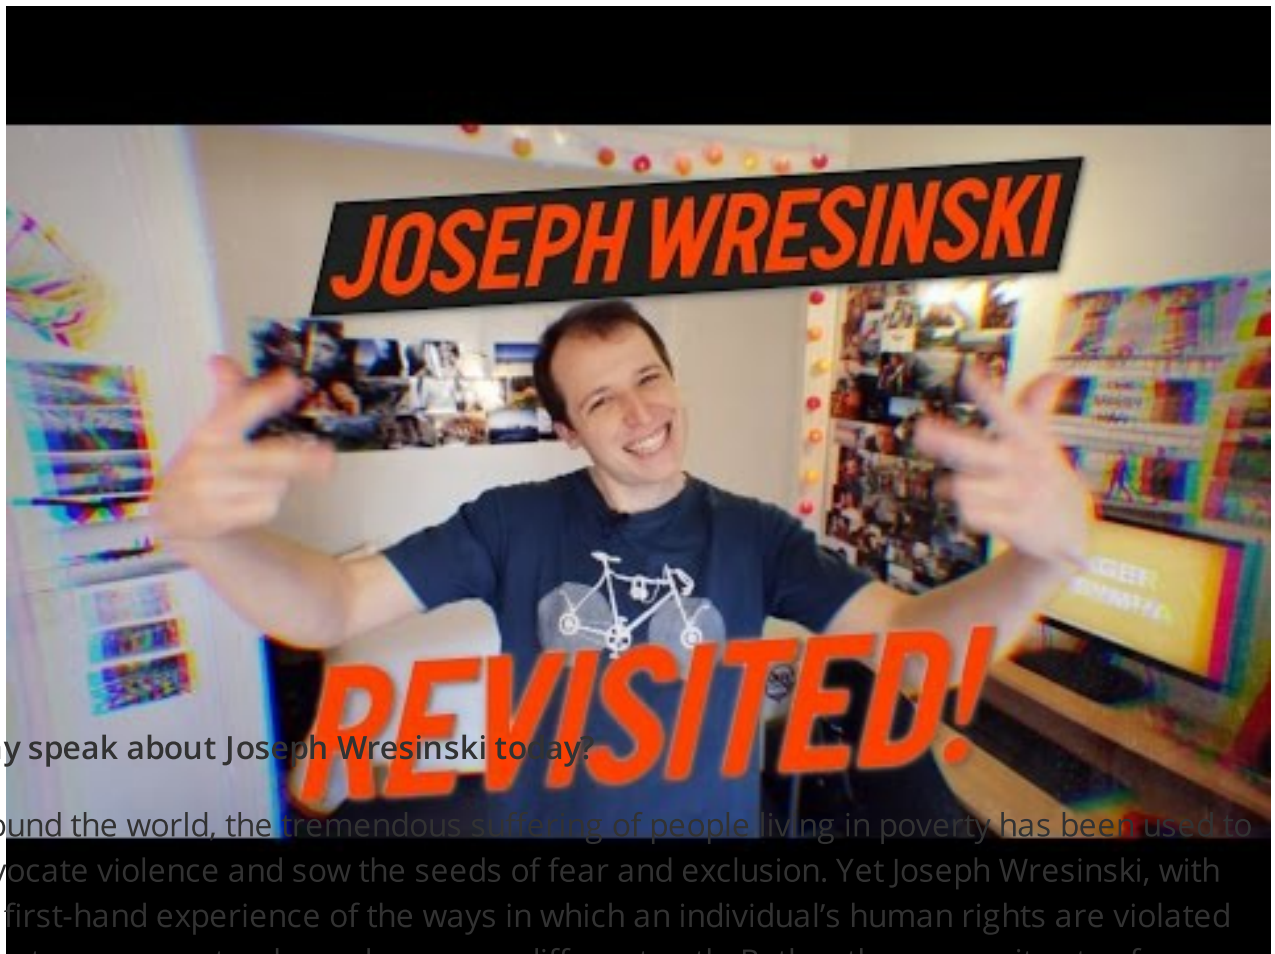 JOSEPH WRESINSKI
REVISITED!
speak about Joseph Wresinski today?
the world, the tremendous suffering of people living in poverty has been used to
violence and sow the seeds of fear and exclusion. Yet Joseph Wresinski, with
first-hand experience of the ways in which an individual’s human rights are violated